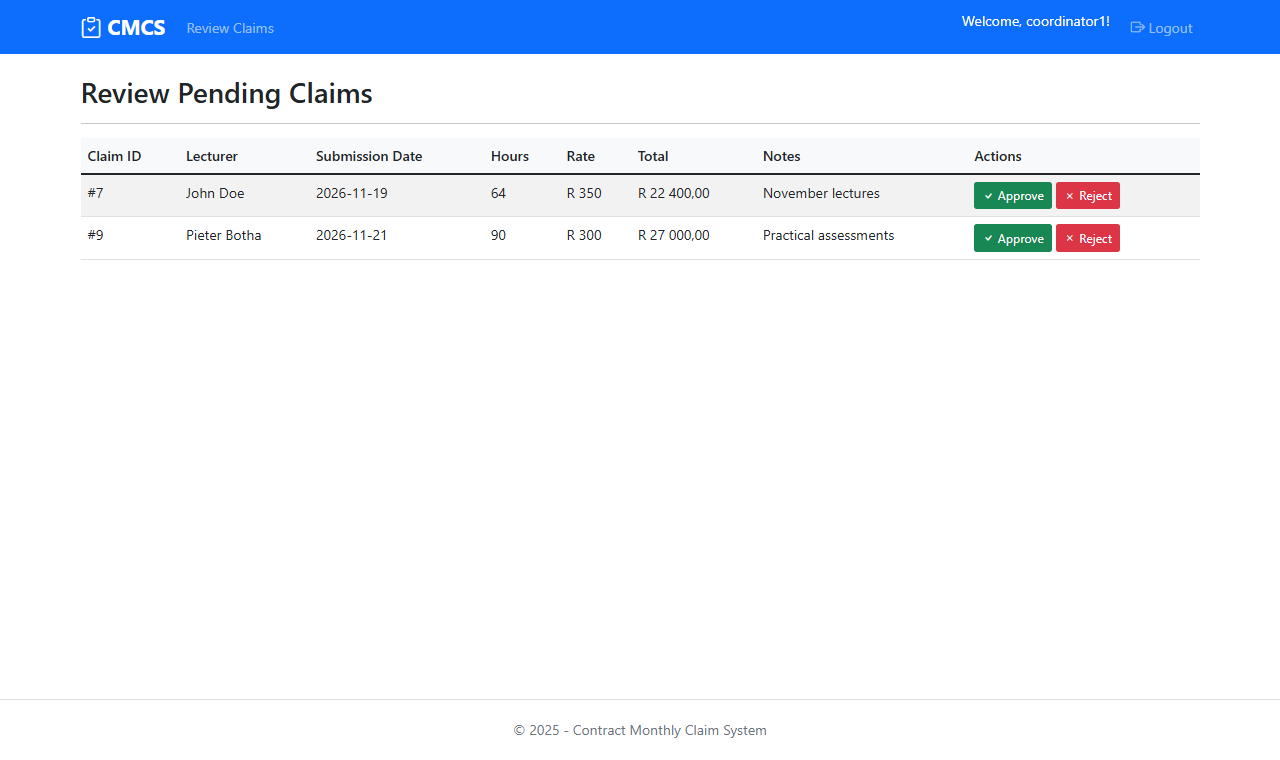 CMCS Review Claims Welcome, coordinator1! Logout
Review Pending Claims
Claim ID Lecturer Submission Date Hours Rate Total Notes Actions
#7 John Doe 2026-11-19 64 R 350 R 22 400,00 November lectures Approve Reject
#9 Pieter Botha 2026-11-21 90 R 300 R 27 000,00 Practical assessments Approve Reject
© 2025 - Contract Monthly Claim System